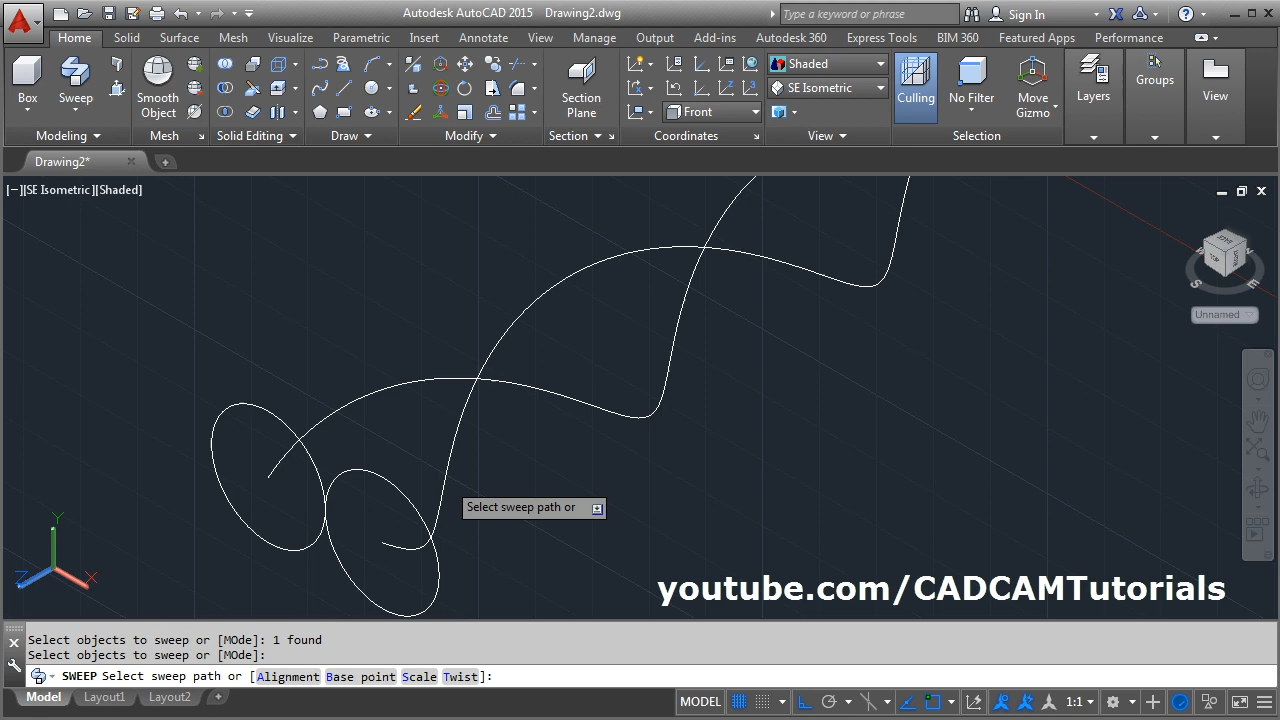 Autodesk AutoCAD 2015 Drawing2.dwg
Type a keyword or phrase
Sign In
Home Solid Surface Mesh Visualize Parametric Insert Annotate View Manage Output Add-ins Autodesk 360 Express Tools BIM 360 Featured Apps Performance
Box
Sweep
Smooth
Object
Section
Plane
Shaded
SE Isometric
Front
Culling
No Filter
Move
Gizmo
Layers
Groups
View
Modeling
Mesh
Solid Editing
Draw
Modify
Section
Coordinates
View
Selection
Drawing2*
[−][SE Isometric][Shaded]
TOP
S
E
Unnamed
Select sweep path or
Y
Z
X
youtube.com/CADCAMTutorials
Select objects to sweep or [MOde]: 1 found
Select objects to sweep or [MOde]:
SWEEP Select sweep path or [Alignment Base point Scale Twist]:
Model Layout1 Layout2
MODEL
1:1